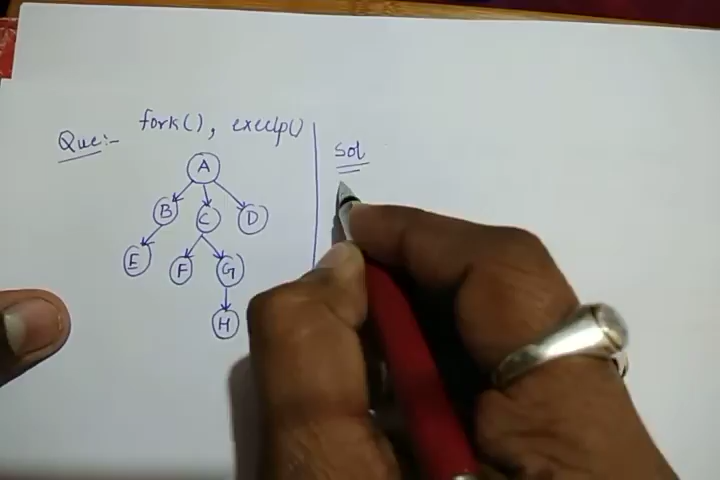 Que:- fork(), execlp()
Sol
A
B C D
E F G
H